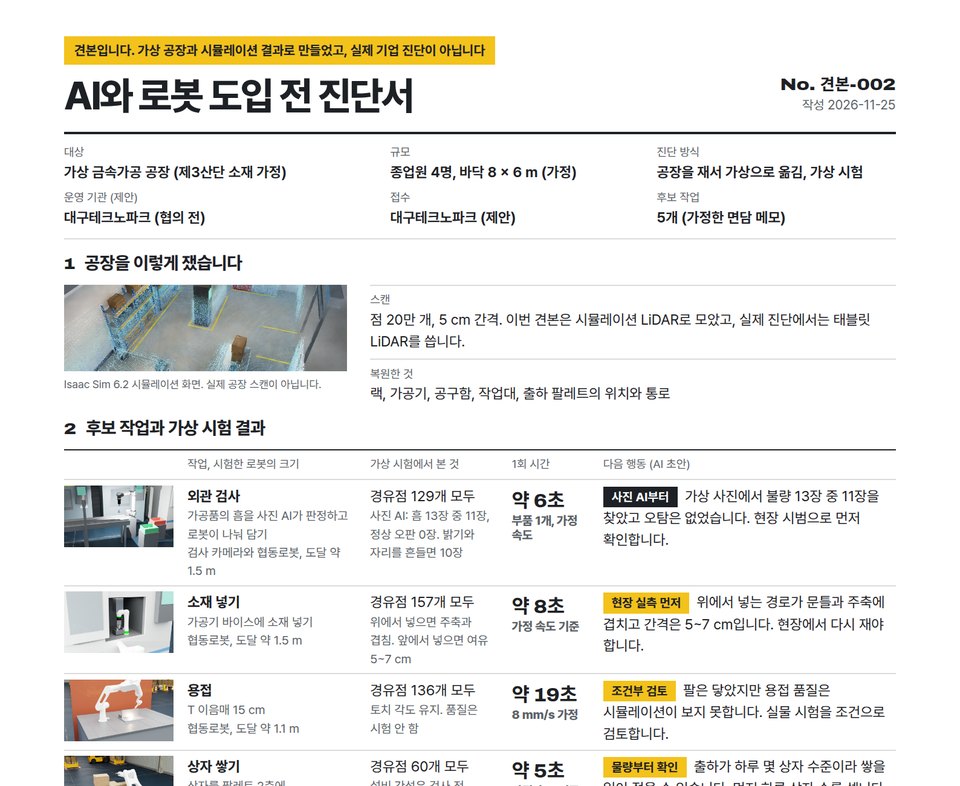 견본입니다. 가상 공장과 시뮬레이션 결과로 만들었고, 실제 기업 진단이 아닙니다
AI와 로봇 도입 전 진단서
No. 견본-002
작성 2026-11-25
대상
가상 금속가공 공장 (제3산단 소재 가정)
규모
종업원 4명, 바닥 8 × 6 m (가정)
진단 방식
공장을 재서 가상으로 옮김, 가상 시험
운영 기관 (제안)
대구테크노파크 (협의 전)
접수
대구테크노파크 (제안)
후보 작업
5개 (가정한 면담 메모)
1 공장을 이렇게 쟀습니다
Isaac Sim 6.2 시뮬레이션 화면. 실제 공장 스캔이 아닙니다.
스캔
점 20만 개, 5 cm 간격. 이번 견본은 시뮬레이션 LiDAR로 모았고, 실제 진단에서는 태블릿
LiDAR를 씁니다.
복원한 것
랙, 가공기, 공구함, 작업대, 출하 팔레트의 위치와 통로
2 후보 작업과 가상 시험 결과
작업, 시험한 로봇의 크기
가상 시험에서 본 것
1회 시간
다음 행동 (AI 초안)
외관 검사
가공품의 흠을 사진 AI가 판정하고
로봇이 나눠 담기
검사 카메라와 협동로봇, 도달 약
1.5 m
경유점 129개 모두
사진 AI: 흠 13장 중 11장,
정상 오판 0장. 밝기와
자리를 흔들면 10장
약 6초
부품 1개, 가정
속도
사진 AI부터 가상 사진에서 불량 13장 중 11장을
찾았고 오탐은 없었습니다. 현장 시범으로 먼저
확인합니다.
소재 넣기
가공기 바이스에 소재 넣기
협동로봇, 도달 약 1.5 m
경유점 157개 모두
위에서 넣으면 주축과
겹침. 앞에서 넣으면 여유
5~7 cm
약 8초
가정 속도 기준
현장 실측 먼저 위에서 넣는 경로가 문틀과 주축에
겹치고 간격은 5~7 cm입니다. 현장에서 다시 재야
합니다.
용접
T 이음매 15 cm
협동로봇, 도달 약 1.1 m
경유점 136개 모두
토치 각도 유지. 품질은
시험 안 함
약 19초
8 mm/s 가정
조건부 검토 팔은 닿았지만 용접 품질은
시뮬레이션이 보지 못합니다. 실물 시험을 조건으로
검토합니다.
상자 쌓기
경유점 60개 모두
약 5초
물량부터 확인 출하가 하루 몇 상자 수준이라 쌓을